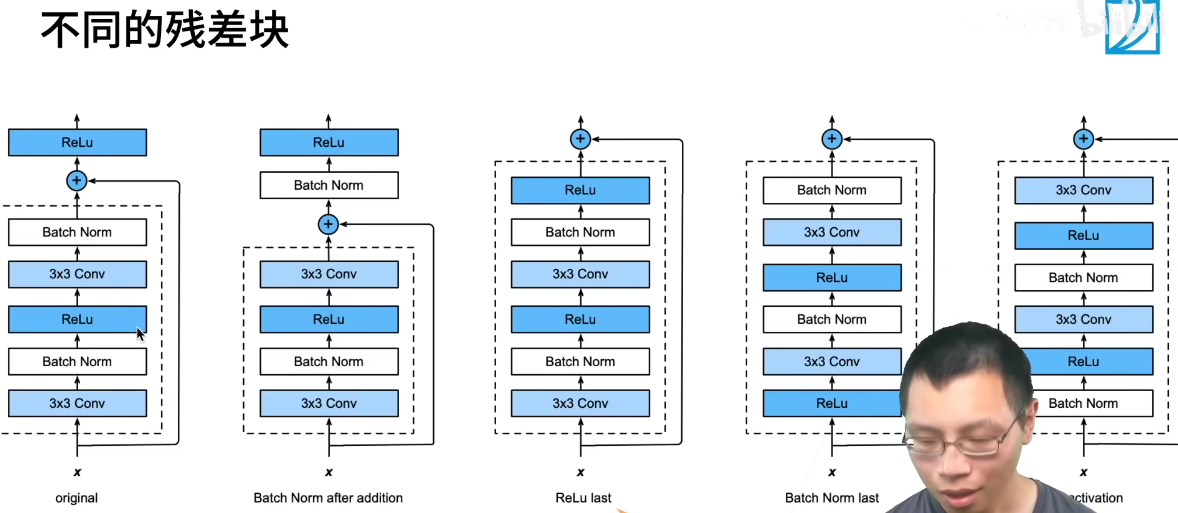 不同的残差块
bilibili
ReLu
Batch Norm
3x3 Conv
ReLu
Batch Norm
3x3 Conv
x
original
ReLu
Batch Norm
3x3 Conv
ReLu
Batch Norm
3x3 Conv
x
Batch Norm after addition
ReLu
Batch Norm
3x3 Conv
ReLu
Batch Norm
3x3 Conv
x
ReLu last
Batch Norm
3x3 Conv
ReLu
Batch Norm
3x3 Conv
ReLu
x
Batch Norm last
3x3 Conv
ReLu
Batch Norm
3x3 Conv
ReLu
Batch Norm
x